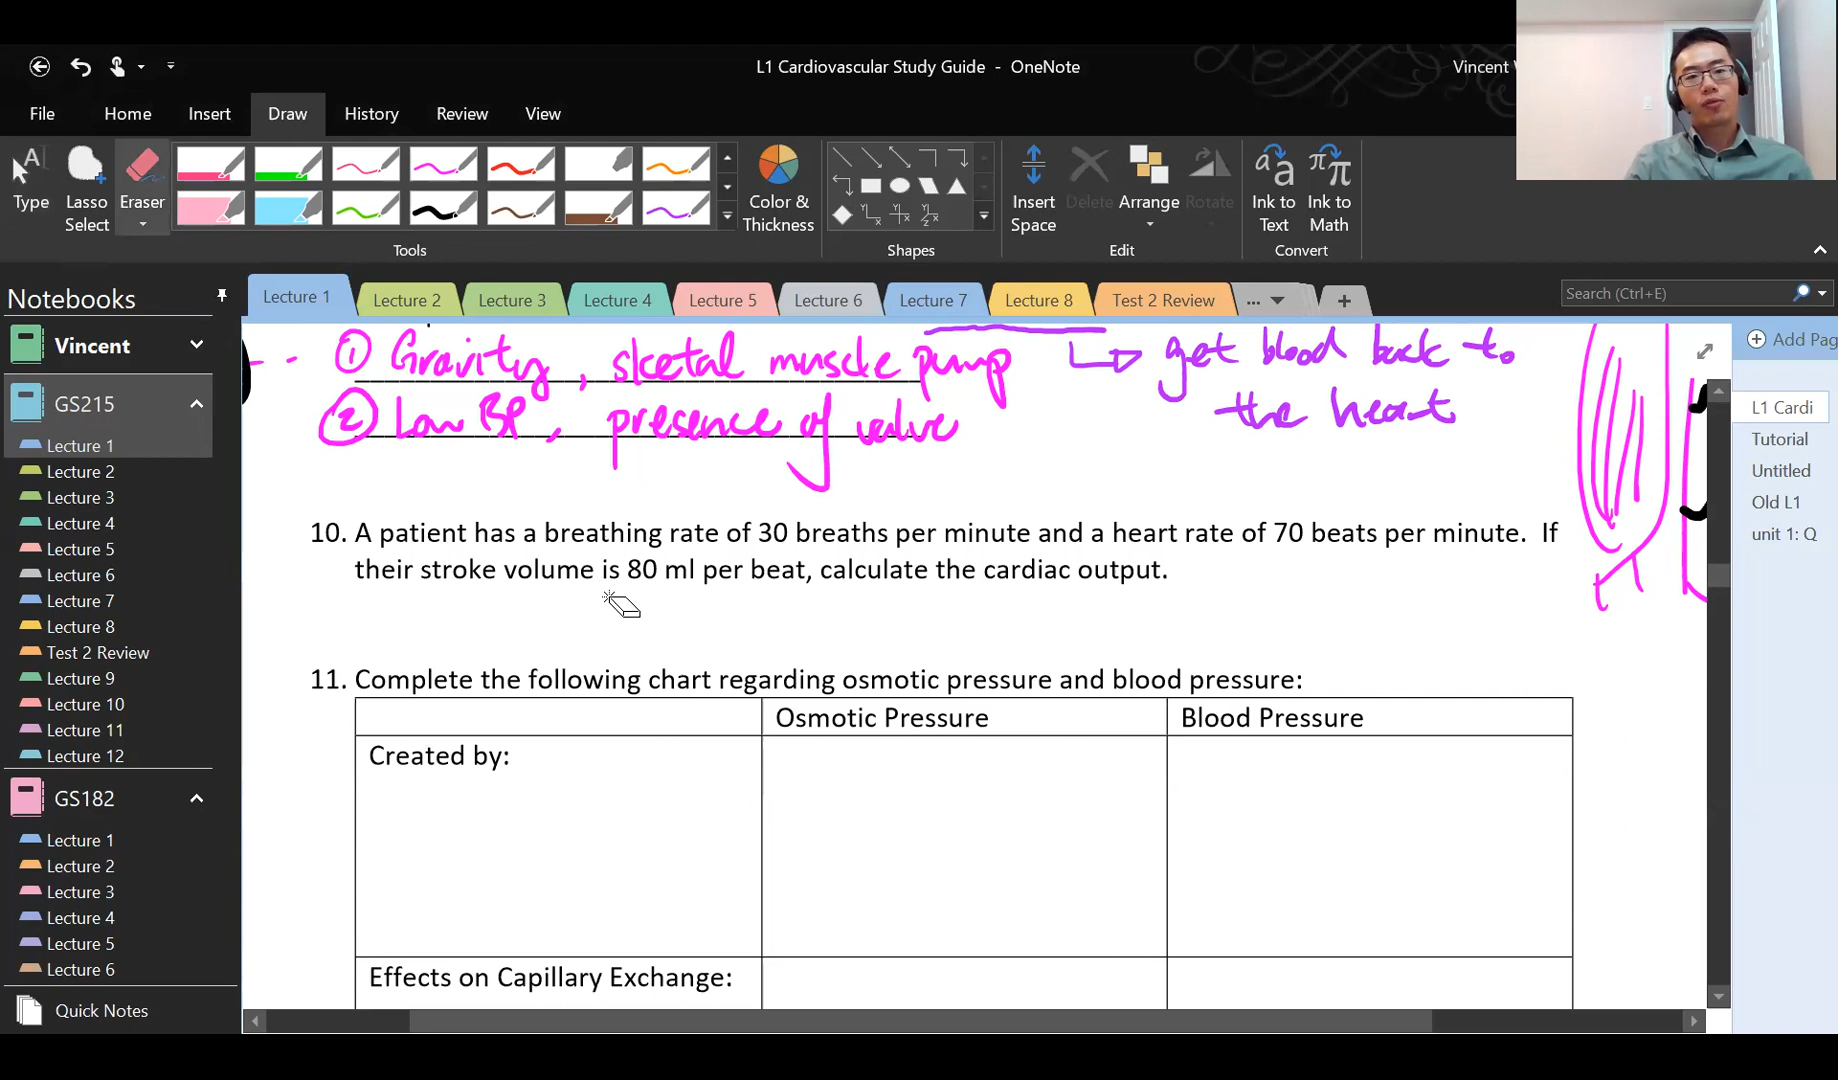 L1 Cardiovascular Study Guide - OneNote
Vincent
File Home Insert Draw History Review View
Type
Lasso Select
Eraser
Tools
Color & Thickness
Shapes
Insert Space
Delete
Arrange
Rotate
Edit
Ink to Text
Ink to Math
Convert
Notebooks
Lecture 1 Lecture 2 Lecture 3 Lecture 4 Lecture 5 Lecture 6 Lecture 7 Lecture 8 Test 2 Review ...
Search (Ctrl+E)
Vincent
GS215
Lecture 1
Lecture 2
Lecture 3
Lecture 4
Lecture 5
Lecture 6
Lecture 7
Lecture 8
Test 2 Review
Lecture 9
Lecture 10
Lecture 11
Lecture 12
GS182
Lecture 1
Lecture 2
Lecture 3
Lecture 4
Lecture 5
Lecture 6
Quick Notes
① Gravity, sketal muscle pump
get blood back to
the heart
② Low BP, presence of valve
10. A patient has a breathing rate of 30 breaths per minute and a heart rate of 70 beats per minute. If
their stroke volume is 80 ml per beat, calculate the cardiac output.
11. Complete the following chart regarding osmotic pressure and blood pressure:
Osmotic Pressure Blood Pressure
Created by:
Effects on Capillary Exchange:
Add Pag
L1 Cardi
Tutorial
Untitled
Old L1
unit 1: Q